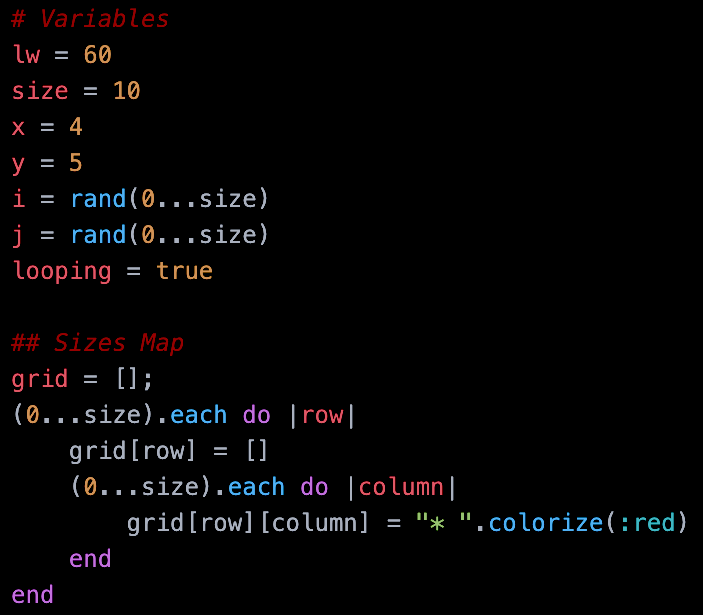 # Variables
lw = 60
size = 10
x = 4
y = 5
i = rand(0...size)
j = rand(0...size)
looping = true
## Sizes Map
grid = [];
(0...size).each do |row|
    grid[row] = []
    (0...size).each do |column|
        grid[row][column] = "* ".colorize(:red)
    end
end